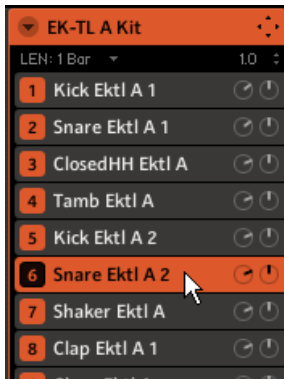 EK-TL A Kit
LEN: 1 Bar 1.0
1 Kick Ektl A 1
2 Snare Ektl A 1
3 ClosedHH Ektl A
4 Tamb Ektl A
5 Kick Ektl A 2
6 Snare Ektl A 2
7 Shaker Ektl A
8 Clap Ektl A 1